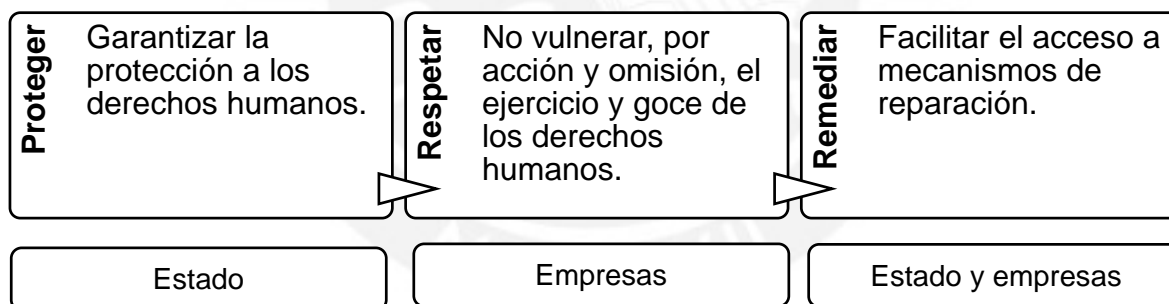 Proteger
Garantizar la
protección a los
derechos humanos.
Respetar
No vulnerar, por
acción y omisión, el
ejercicio y goce de
los derechos
humanos.
Remediar
Facilitar el acceso a
mecanismos de
reparación.
Estado
Empresas
Estado y empresas